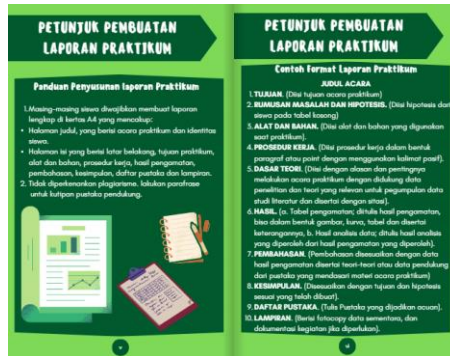 PETUNJUK PEMBUATAN
LAPORAN PRAKTIKUM
Panduan Penyusunan laporan Praktikum
1. Masing-masing siswa diwajibkan membuat laporan
lengkap di kertas A4 yang mencakup:
• Halaman judul, yang berisi acara praktikum dan identitas
siswa.
• Halaman isi yang berisi latar belakang, tujuan praktikum,
alat dan bahan, prosedur kerja, hasil pengamatan,
pembahasan, kesimpulan, daftar pustaka dan lampiran.
2. Tidak diperkenankan plagiarisme. lakukan parafrase
untuk kutipan pustaka pendukung.
PETUNJUK PEMBUATAN
LAPORAN PRAKTIKUM
Contoh Format Laporan Praktikum
JUDUL ACARA
1. TUJUAN. (Diisi tujuan acara praktikum)
2. RUMUSAN MASALAH DAN HIPOTESIS. (Diisi hipotesis dari
siswa pada tabel kosong)
3. ALAT DAN BAHAN. (Diisi alat dan bahan yang digunakan
saat praktikum).
4. PROSEDUR KERJA. (Diisi prosedur kerja dalam bentuk
paragraf atau point dengan menggunakan kalimat pasif).
5. DASAR TEORI. (Diisi dengan alasan dan pentingnya
melakukan acara praktikum dengan didukung data
penelitian dan teori yang relevan untuk pegumpulan data
studi literatur dan disertai dengan sitasi).
6. HASIL. (a. Tabel pengamatan; ditulis hasil pengamatan,
bisa dalam bentuk gambar, kurva, tabel dan disertai
keterangannya, b. Hasil analisis data; ditulis hasil analisis
yang diperoleh dari hasil pengamatan yang diperoleh).
7. PEMBAHASAN. (Pembahasan disesuaikan dengan data
hasil pengamatan disertai teori-teori atau data pendukung
dari pustaka yang mendasari materi acara praktikum)
8. KESIMPULAN. (Disesuaikan dengan tujuan dan hipotesis
sesuai yang telah dibuat).
9. DAFTAR PUSTAKA. (Tulis Pustaka yang dijadikan acuan).
10. LAMPIRAN. (Berisi fotocopy data sementara, dan
dokumentasi kegiatan jika diperlukan).